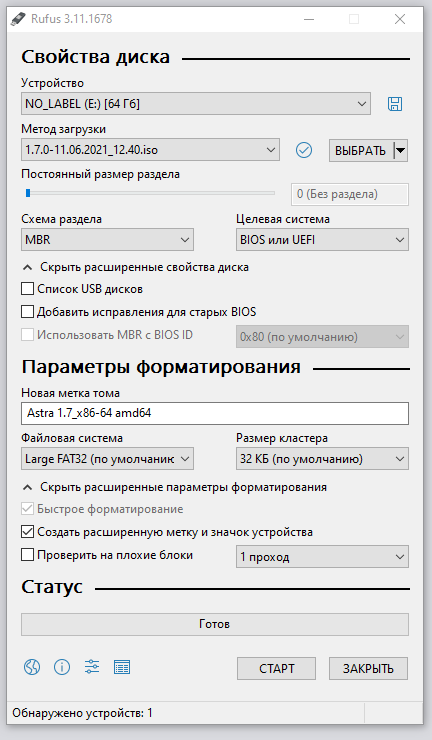 Rufus 3.11.1678
Свойства диска
Устройство
NO_LABEL (E:) [64 Гб]
Метод загрузки
1.7.0-11.06.2021_12.40.iso
ВЫБРАТЬ
Постоянный размер раздела
0 (Без раздела)
Схема раздела Целевая система
MBR BIOS или UEFI
Скрыть расширенные свойства диска
Список USB дисков
Добавить исправления для старых BIOS
Использовать MBR с BIOS ID 0x80 (по умолчанию)
Параметры форматирования
Новая метка тома
Astra 1.7_x86-64 amd64
Файловая система Размер кластера
Large FAT32 (по умолчаник 32 КБ (по умолчанию)
Скрыть расширенные параметры форматирования
Быстрое форматирование
Создать расширенную метку и значок устройства
Проверить на плохие блоки 1 проход
Статус
Готов
СТАРТ ЗАКРЫТЬ
Обнаружено устройств: 1